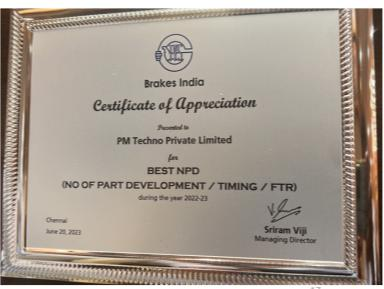 Brakes India
Certificate of Appreciation
Presented to
PM Techno Private Limited
for
BEST NPD
(NO OF PART DEVELOPMENT / TIMING / FTR)
during the year 2022-23
Chennai
June 20, 2023
Sriram Viji
Managing Director